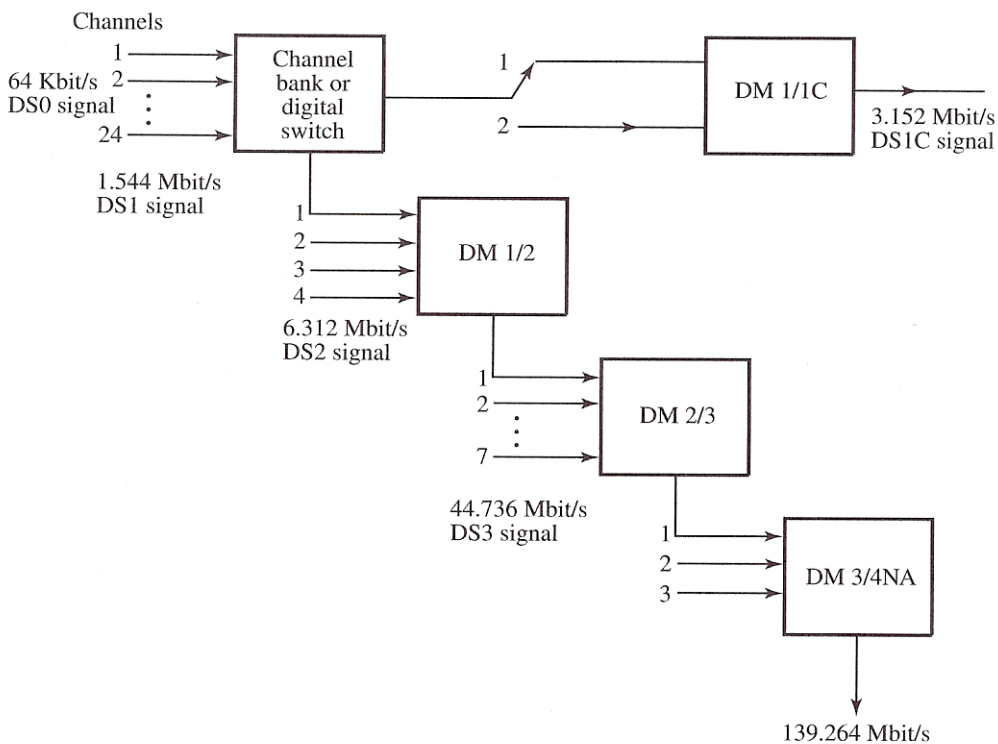 Channels
1
64 Kbit/s
DS0 signal
2
24
Channel
bank or
digital
switch
1
2
DM 1/1C
3.152 Mbit/s
DS1C signal
1.544 Mbit/s
DS1 signal
1
2
3
4
DM 1/2
6.312 Mbit/s
DS2 signal
1
2
7
DM 2/3
44.736 Mbit/s
DS3 signal
1
2
3
DM 3/4NA
139.264 Mbit/s